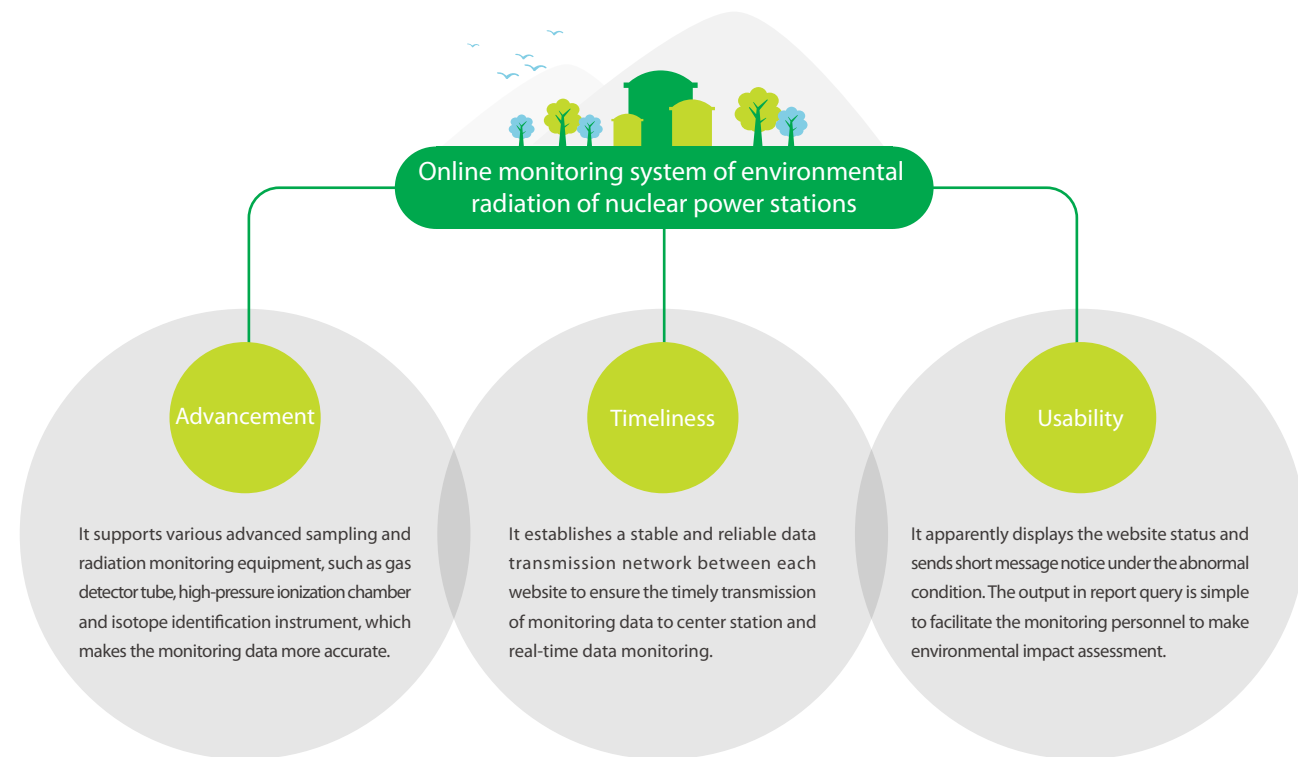 Online monitoring system of environmental
radiation of nuclear power stations
Advancement
It supports various advanced sampling and
radiation monitoring equipment, such as gas
detector tube, high-pressure ionization chamber
and isotope identification instrument, which
makes the monitoring data more accurate.
Timeliness
It establishes a stable and reliable data
transmission network between each
website to ensure the timely transmission
of monitoring data to center station and
real-time data monitoring.
Usability
It apparently displays the website status and
sends short message notice under the abnormal
condition. The output in report query is simple
to facilitate the monitoring personnel to make
environmental impact assessment.